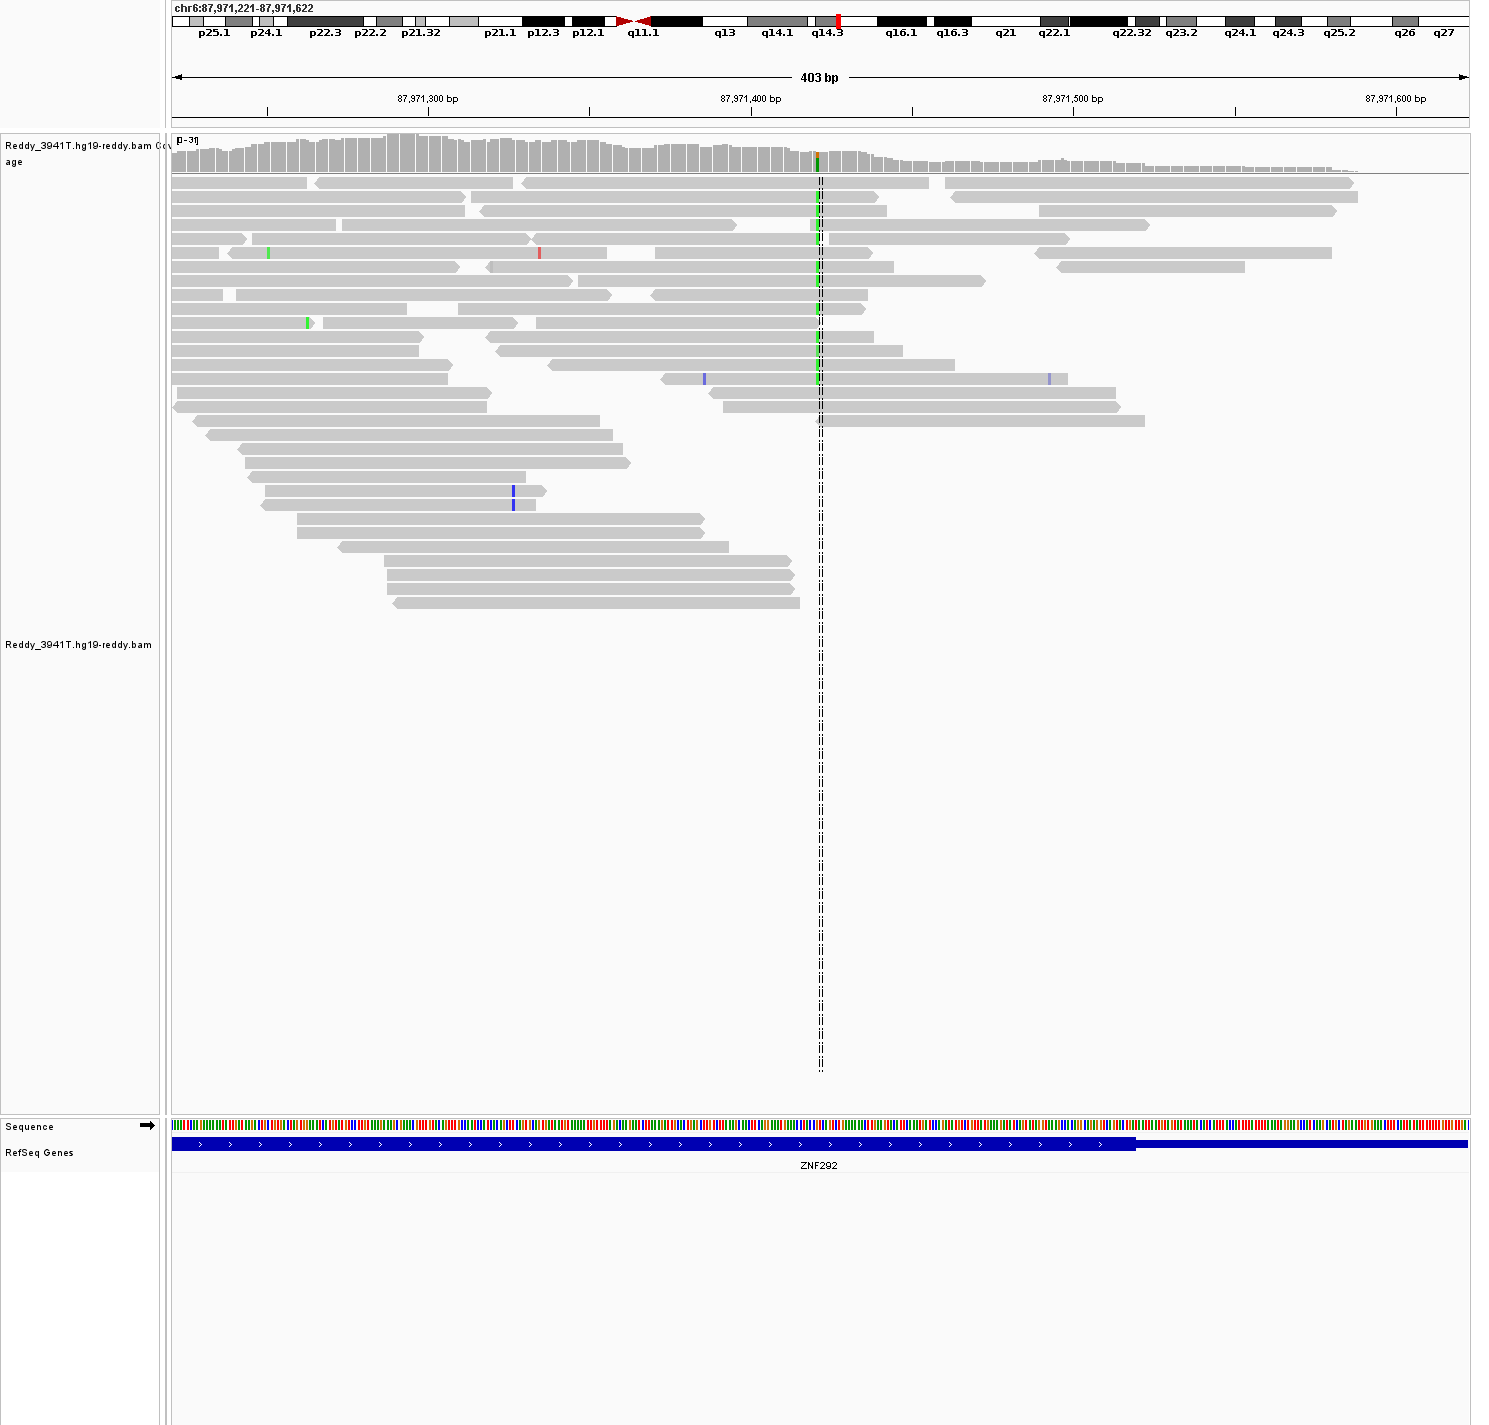 chr6:87,971,221-87,971,622
p25.1 p24.1 p22.3 p22.2 p21.32 p21.1 p12.3 p12.1 q11.1 q13 q14.1 q14.3 q16.1 q16.3 q21 q22.1 q22.32 q23.2 q24.1 q24.3 q25.2 q26 q27
403 bp
87,971,300 bp 87,971,400 bp 87,971,500 bp 87,971,600 bp
[0-31]
Reddy_3941T.hg19-reddy.bam Cov
age
Reddy_3941T.hg19-reddy.bam
Sequence
RefSeq Genes
ZNF292